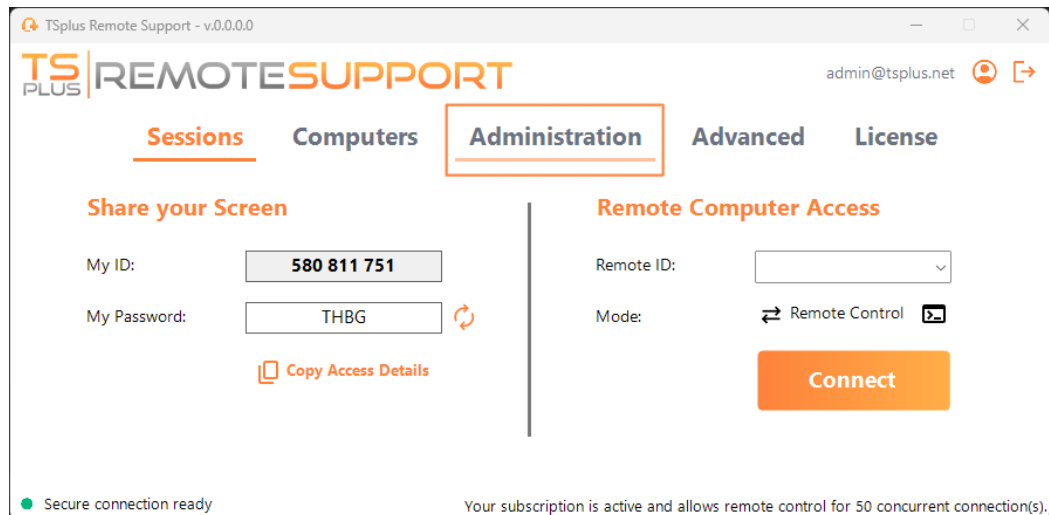 TSplus Remote Support - v.0.0.0.0
TS PLUS REMOTESUPPORT
admin@tsplus.net
Sessions Computers Administration Advanced License
Share your Screen
My ID: 580 811 751
My Password: THBG
Copy Access Details
Remote Computer Access
Remote ID:
Mode: Remote Control
Connect
Secure connection ready
Your subscription is active and allows remote control for 50 concurrent connection(s).